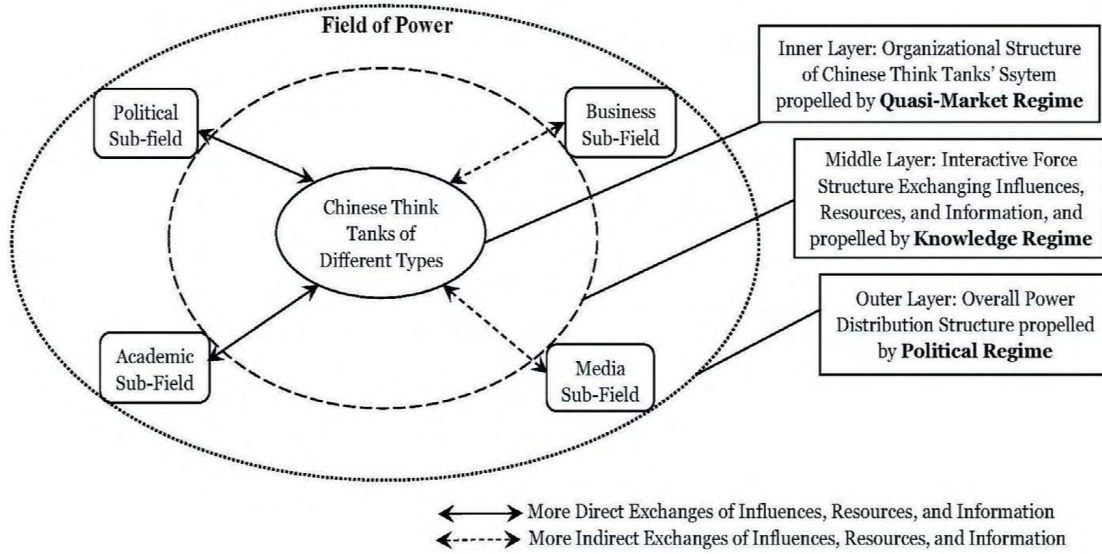 Field of Power
Political
Sub-field
Business
Sub-Field
Chinese Think
Tanks of
Different Types
Academic
Sub-Field
Media
Sub-Field
Inner Layer: Organizational Structure
of Chinese Think Tanks' Ssytem
propelled by Quasi-Market Regime
Middle Layer: Interactive Force
Structure Exchanging Influences,
Resources, and Information, and
propelled by Knowledge Regime
Outer Layer: Overall Power
Distribution Structure propelled
by Political Regime
More Direct Exchanges of Influences, Resources, and Information
More Indirect Exchanges of Influences, Resources, and Information